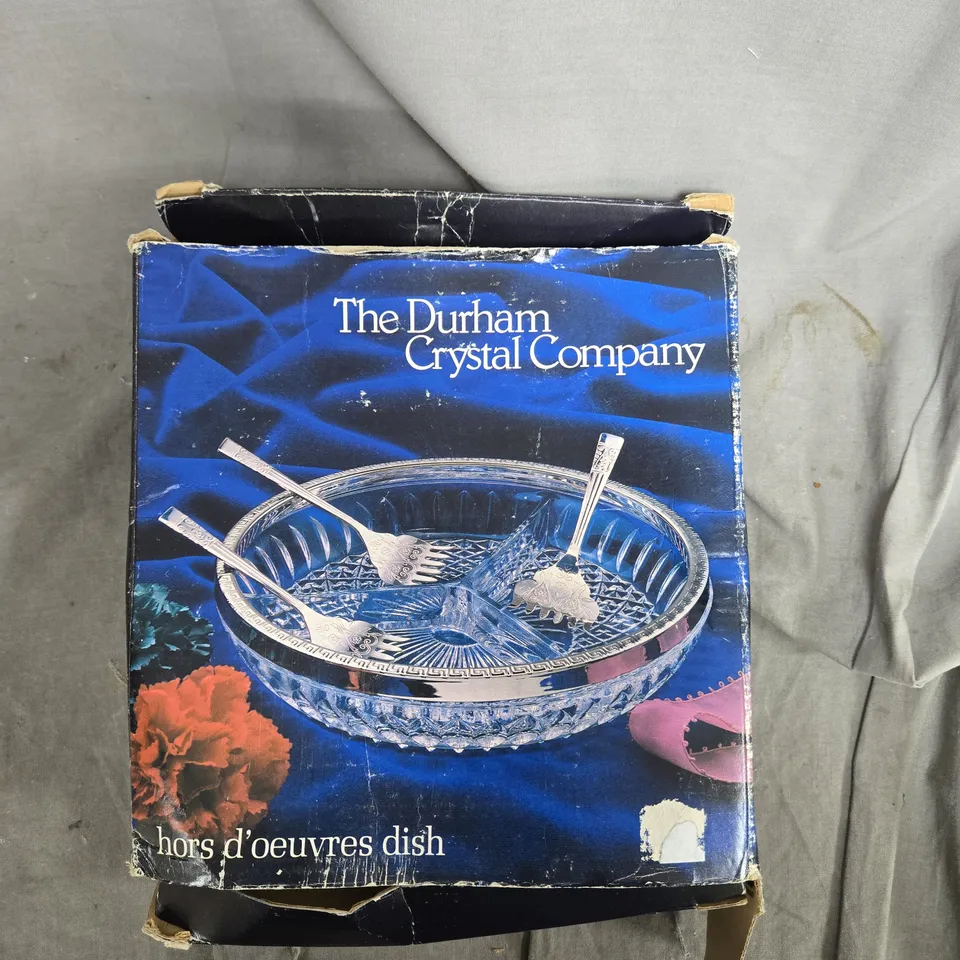 The Durham
Crystal Company
hors d'oeuvres dish